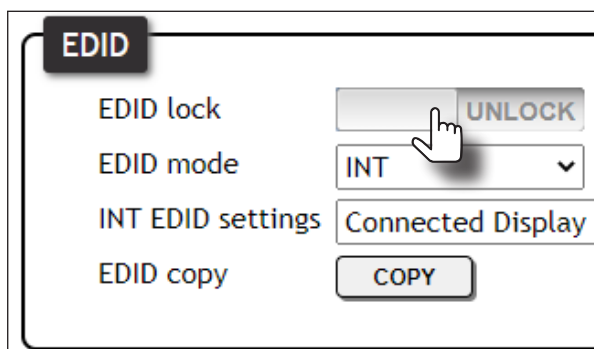 EDID
EDID lock UNLOCK
EDID mode INT
INT EDID settings Connected Display
EDID copy COPY